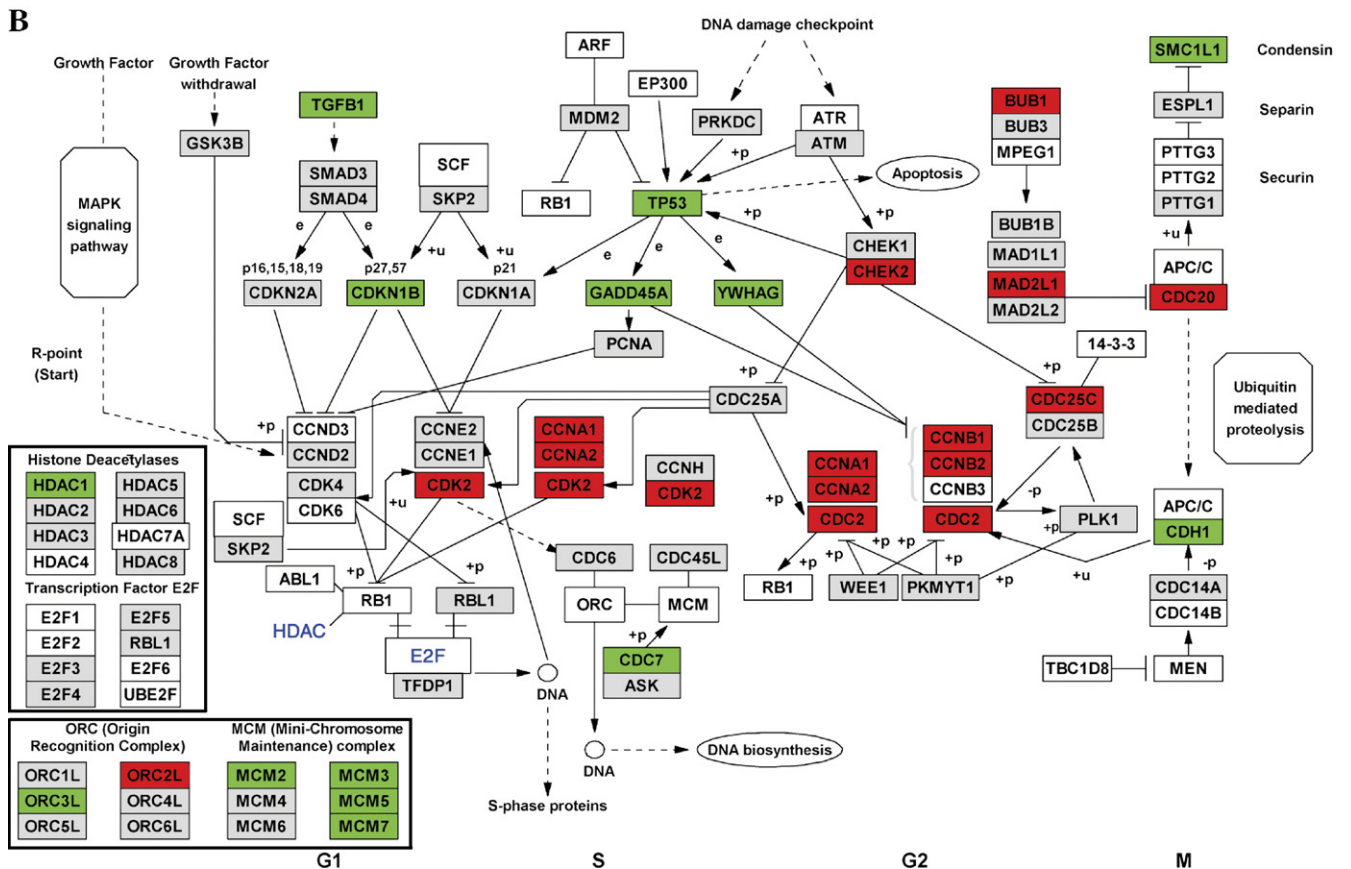 B
Growth Factor
Growth Factor
withdrawal
ARF
DNA damage checkpoint
SMC1L1
Condensin
TGFB1
EP300
GSK3B
MDM2
PRKDC
ATR
ATM
BUB1
BUB3
MPEG1
ESPL1
Separin
PTTG3
PTTG2
PTTG1
Securin
MAPK
signaling
pathway
SMAD3
SMAD4
SCF
SKP2
+p
RB1
TP53
Apoptosis
e
e
+u
+u
e
e
+p
+p
+u
CHEK1
CHEK2
BUB1B
MAD1L1
MAD2L1
MAD2L2
APC/C
CDC20
p16,15,18,19
p27,57
p21
CDKN2A
CDKN1B
CDKN1A
GADD45A
YWHAG
PCNA
14-3-3
R-point
(Start)
+p
+p
CDC25A
CDC25C
CDC25B
Ubiquitin
mediated
proteolysis
+p
CCND3
CCND2
CDK4
CDK6
CCNE2
CCNE1
CDK2
CCNA1
CCNA2
CDK2
CCNH
CDK2
CCNA1
CCNA2
CDC2
CCNB1
CCNB2
CCNB3
CDC2
+p
-p
+p
PLK1
APC/C
CDH1
+u
SCF
SKP2
+p
ABL1
RB1
HDAC
RBL1
+p
E2F
TFDP1
DNA
CDC6
CDC45L
ORC
MCM
+p
CDC7
ASK
+p
RB1
+p
+p
+p
+p
WEE1
PKMYT1
+p
+u
-p
CDC14A
CDC14B
TBC1D8
MEN
Histone Deacetylases
HDAC1
HDAC5
HDAC2
HDAC6
HDAC3
HDAC7A
HDAC4
HDAC8
Transcription Factor E2F
E2F1
E2F5
E2F2
RBL1
E2F3
E2F6
E2F4
UBE2F
ORC (Origin
Recognition Complex)
MCM (Mini-Chromosome
Maintenance) complex
ORC1L
ORC2L
MCM2
MCM3
ORC3L
ORC4L
MCM4
MCM5
ORC5L
ORC6L
MCM6
MCM7
DNA
DNA biosynthesis
S-phase proteins
G1
S
G2
M